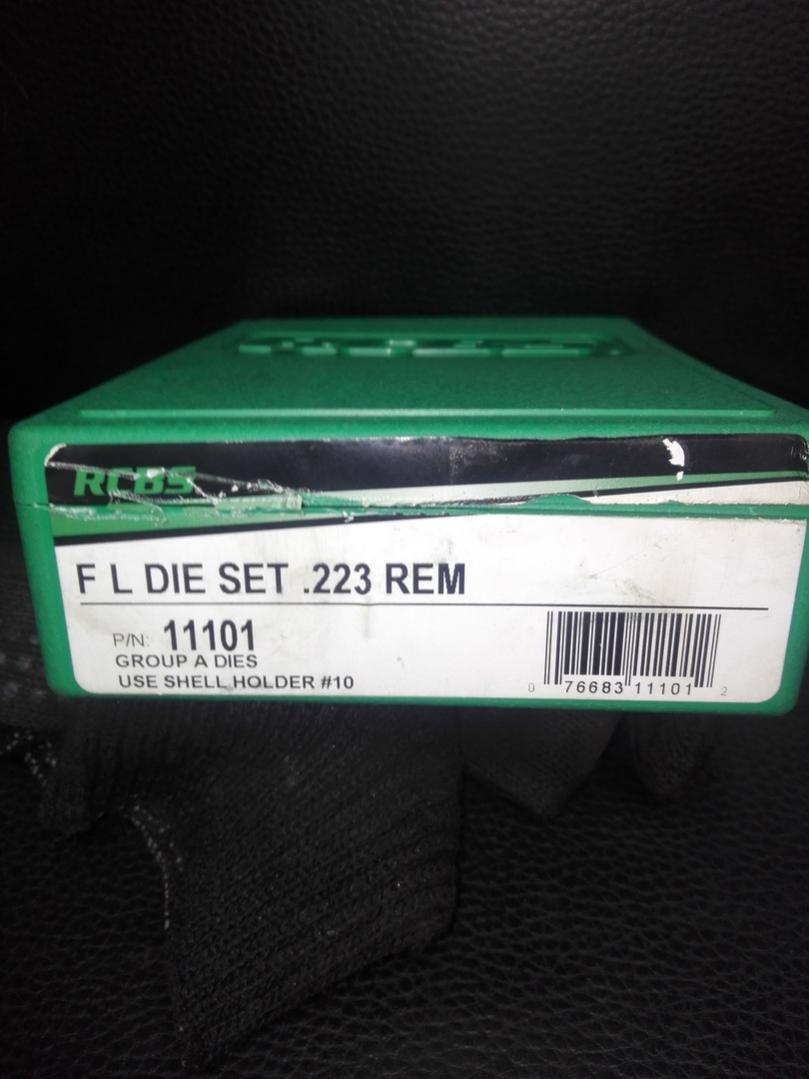 RCBS
F L DIE SET .223 REM
P/N: 11101
GROUP A DIES
USE SHELL HOLDER #10
0 76683 11101 2